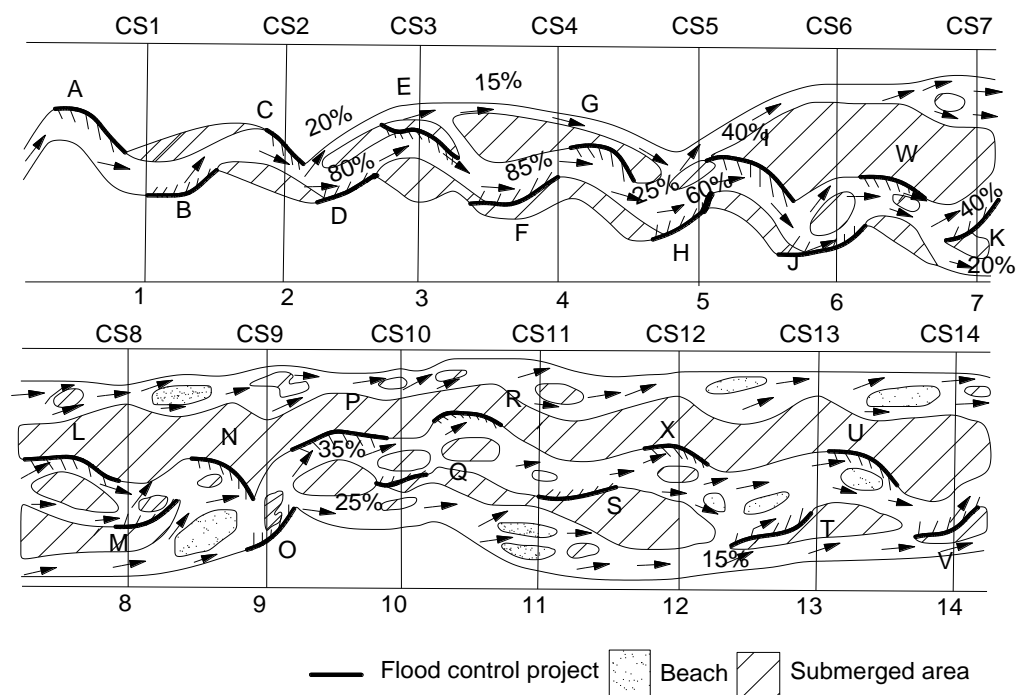 CS1 CS2 CS3 CS4 CS5 CS6 CS7
A B C D E F G H I J W K
20% 80% 15% 85% 25% 60% 40% 40% 20%
1 2 3 4 5 6 7
CS8 CS9 CS10 CS11 CS12 CS13 CS14
L M N O P Q R S X T U V
35% 25% 15%
8 9 10 11 12 13 14
Flood control project Beach Submerged area